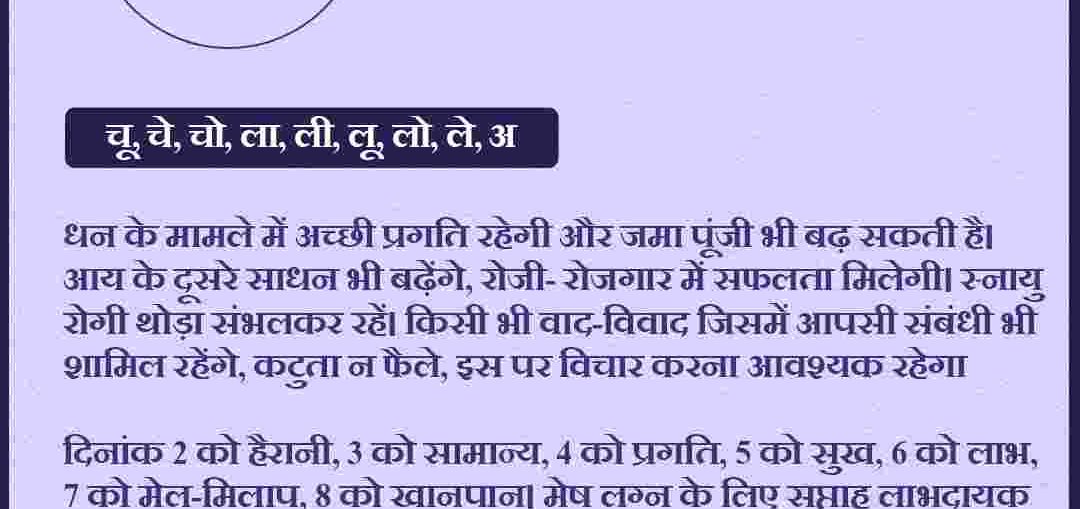 चू, चे, चो, ला, ली, लू, लो, ले, अ
धन के मामले में अच्छी प्रगति रहेगी और जमा पूंजी भी बढ़ सकती है।
आय के दूसरे साधन भी बढ़ेंगे, रोजी- रोजगार में सफलता मिलेगी। स्नायु
रोगी थोड़ा संभलकर रहें। किसी भी वाद-विवाद जिसमें आपसी संबंधी भी
शामिल रहेंगे, कटुता न फैले, इस पर विचार करना आवश्यक रहेगा
दिनांक 2 को हैरानी, 3 को सामान्य, 4 को प्रगति, 5 को सुख, 6 को लाभ,
7 को मेल-मिलाप, 8 को खानपान। मेष लग्न के लिए सप्ताह लाभदायक